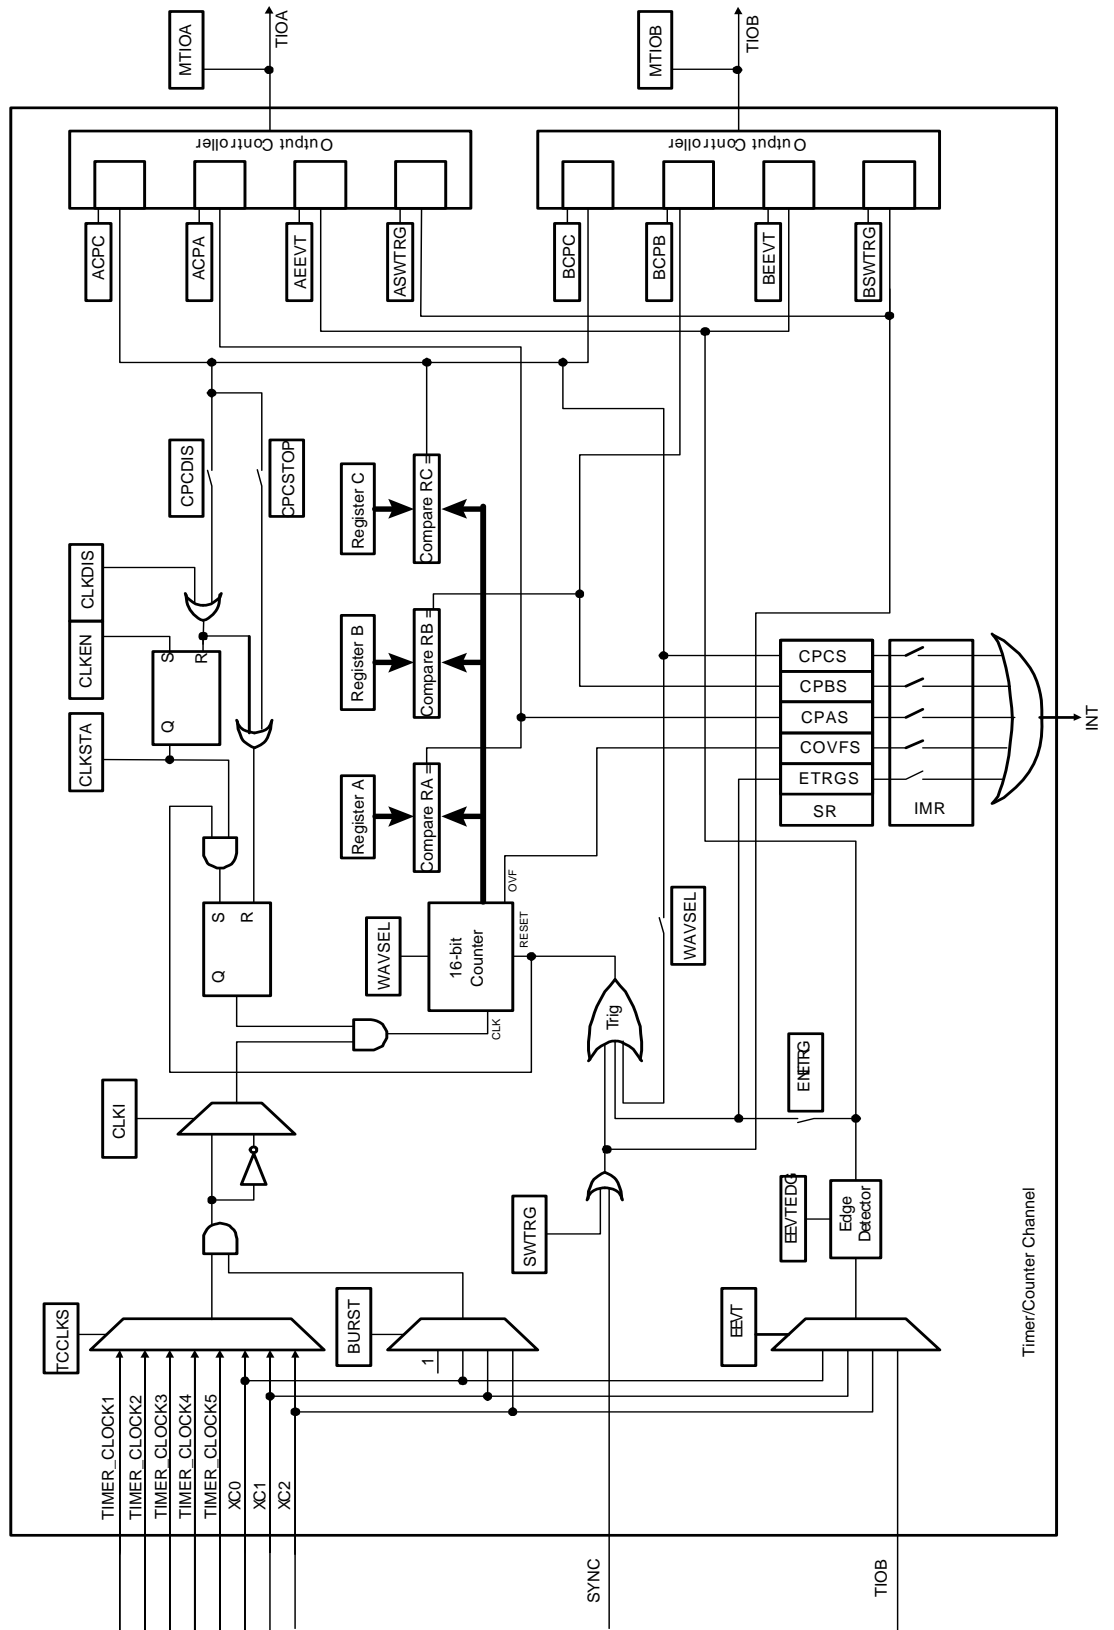 TIMER_CLOCK1
TIMER_CLOCK2
TIMER_CLOCK3
TIMER_CLOCK4
TIMER_CLOCK5
XC0
XC1
XC2
TCCLKS
CLKI
CLKSTA
CLKEN
CLKDIS
Q
S
R
Q
S
R
CPCDIS
CPCSTOP
ACPC
ACPA
AEEVT
ASWTRG
Output Controller
MTIOA
TIOA
BURST
1
WAVSEL
16-bit
Counter
CLK
RESET
OVF
Register A
Register B
Register C
Compare RA =
Compare RB =
Compare RC =
SYNC
SWTRG
Trig
WAVSEL
BCPC
BCPB
BEEVT
BSWTRG
Output Controller
MTIOB
TIOB
TIOB
EEVT
EEVTEDG
Edge
Detector
ENETRG
CPCS
CPBS
CPAS
COVFS
ETRGS
SR
IMR
INT
Timer/Counter Channel